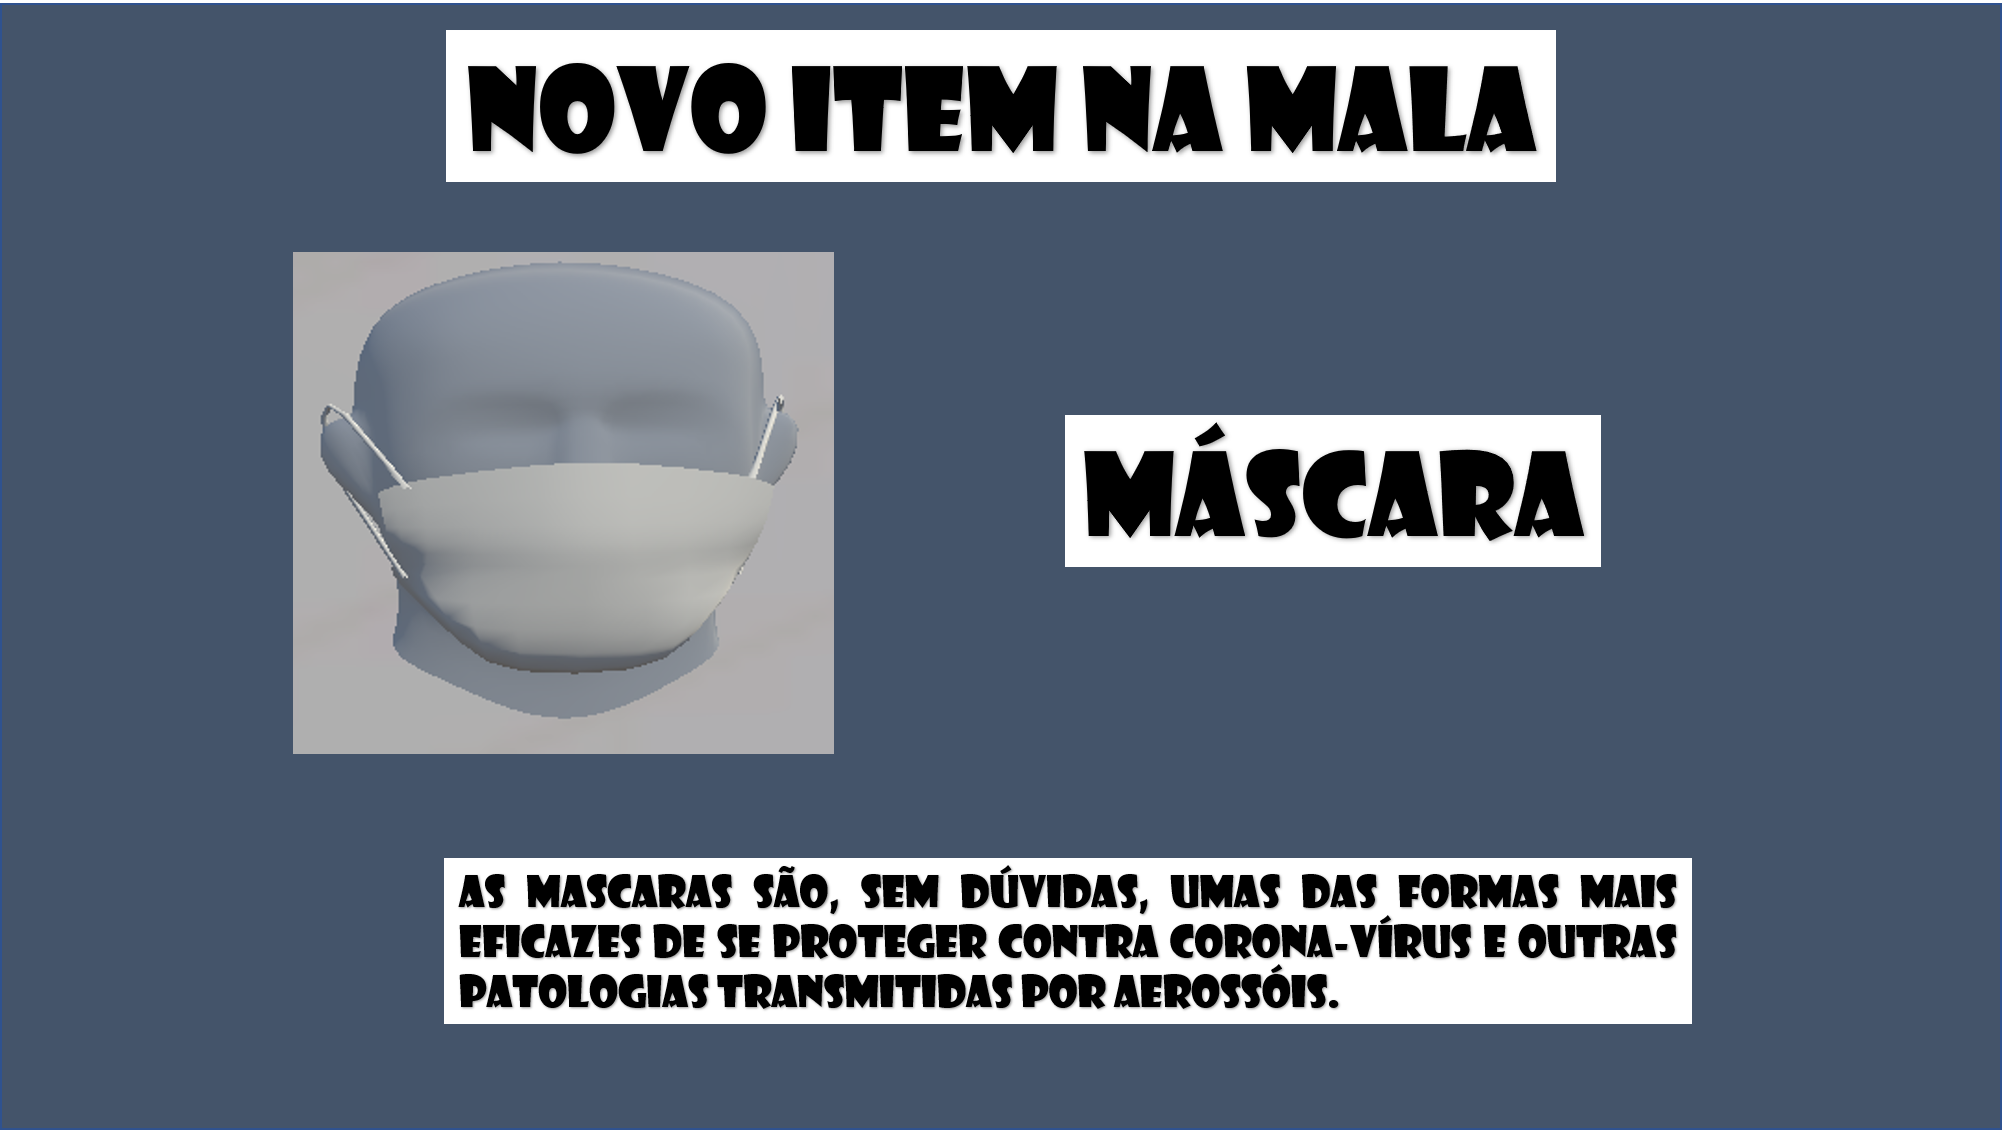 NOVO ITEM NA MALA
MÁSCARA
AS MASCARAS SÃO, SEM DÚVIDAS, UMAS DAS FORMAS MAIS
EFICAZES DE SE PROTEGER CONTRA CORONA-VÍRUS E OUTRAS
PATOLOGIAS TRANSMITIDAS POR AEROSSÓIS.